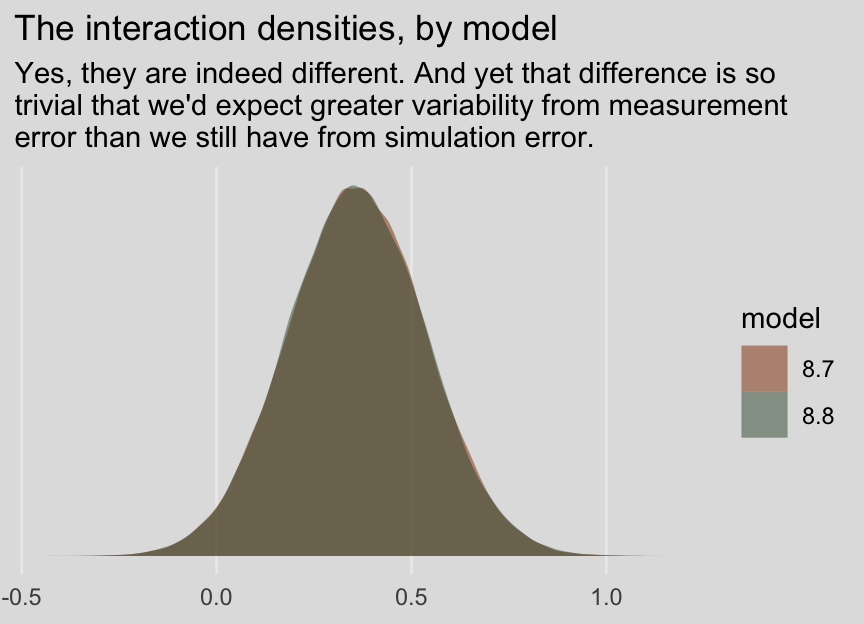 The interaction densities, by model
Yes, they are indeed different. And yet that difference is so
trivial that we'd expect greater variability from measurement
error than we still have from simulation error.
model
8.7
8.8
-0.5 0.0 0.5 1.0